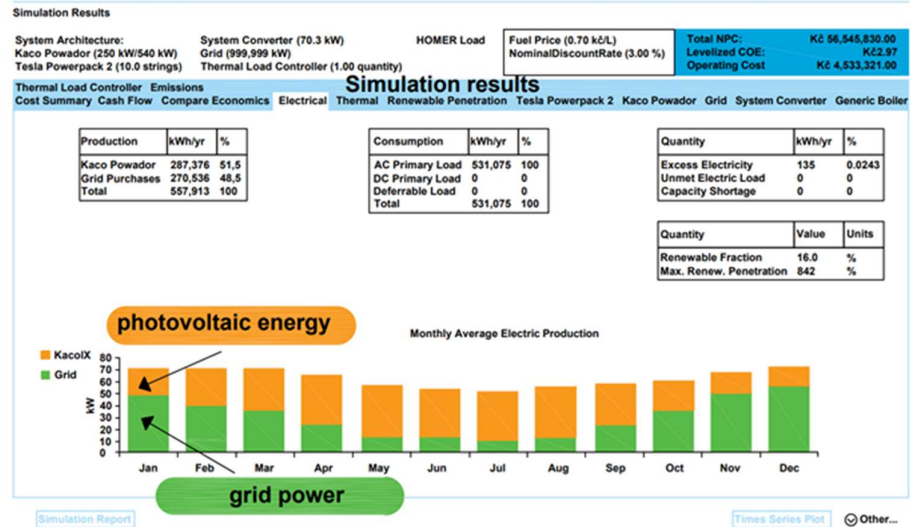 Simulation Results
System Architecture: System Converter (70.3 kW) HOMER Load Fuel Price (0.70 kč/L) Total NPC: Kč 56,545,830.00
Kaco Powador (250 kW/540 kW) Grid (999,999 kW) NominalDiscountRate (3.00 %) Levelized COE: Kč2.97
Tesla Powerpack 2 (10.0 strings) Thermal Load Controller (1.00 quantity) Operating Cost Kč 4,533,321.00
Thermal Load Controller Emissions Simulation results
Cost Summary Cash Flow Compare Economics Electrical Thermal Renewable Penetration Tesla Powerpack 2 Kaco Powador Grid System Converter Generic Boiler
Production kWh/yr %
Kaco Powador 287,376 51,5
Grid Purchases 270,536 48,5
Total 557,913 100
Consumption kWh/yr %
AC Primary Load 531,075 100
DC Primary Load 0 0
Deferrable Load 0 0
Total 531,075 100
Quantity kWh/yr %
Excess Electricity 135 0.0243
Unmet Electric Load 0 0
Capacity Shortage 0 0
Quantity Value Units
Renewable Fraction 16.0 %
Max. Renew. Penetration 842 %
photovoltaic energy
Monthly Average Electric Production
KacolX
Grid
kW
80
70
60
50
40
30
20
10
0
Jan Feb Mar Apr May Jun Jul Aug Sep Oct Nov Dec
grid power
Simulation Report Times Series Plot Other...